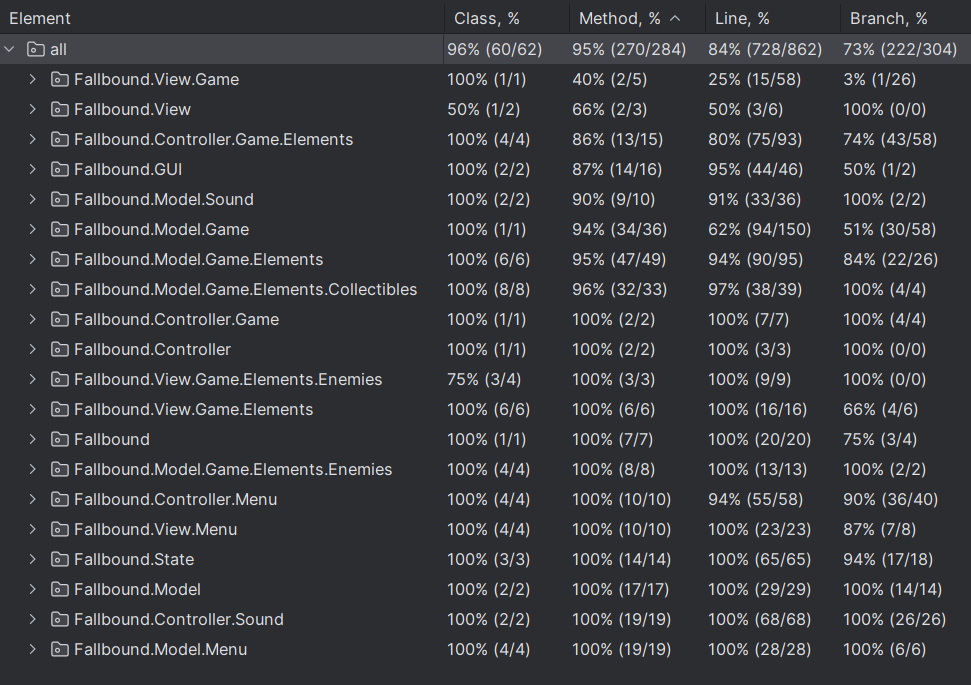 Element Class, % Method, % Line, % Branch, %
all 96% (60/62) 95% (270/284) 84% (728/862) 73% (222/304)
Fallbound.View.Game 100% (1/1) 40% (2/5) 25% (15/58) 3% (1/26)
Fallbound.View 50% (1/2) 66% (2/3) 50% (3/6) 100% (0/0)
Fallbound.Controller.Game.Elements 100% (4/4) 86% (13/15) 80% (75/93) 74% (43/58)
Fallbound.GUI 100% (2/2) 87% (14/16) 95% (44/46) 50% (1/2)
Fallbound.Model.Sound 100% (2/2) 90% (9/10) 91% (33/36) 100% (2/2)
Fallbound.Model.Game 100% (1/1) 94% (34/36) 62% (94/150) 51% (30/58)
Fallbound.Model.Game.Elements 100% (6/6) 95% (47/49) 94% (90/95) 84% (22/26)
Fallbound.Model.Game.Elements.Collectibles 100% (8/8) 96% (32/33) 97% (38/39) 100% (4/4)
Fallbound.Controller.Game 100% (1/1) 100% (2/2) 100% (7/7) 100% (4/4)
Fallbound.Controller 100% (1/1) 100% (2/2) 100% (3/3) 100% (0/0)
Fallbound.View.Game.Elements.Enemies 75% (3/4) 100% (3/3) 100% (9/9) 100% (0/0)
Fallbound.View.Game.Elements 100% (6/6) 100% (6/6) 100% (16/16) 66% (4/6)
Fallbound 100% (1/1) 100% (7/7) 100% (20/20) 75% (3/4)
Fallbound.Model.Game.Elements.Enemies 100% (4/4) 100% (8/8) 100% (13/13) 100% (2/2)
Fallbound.Controller.Menu 100% (4/4) 100% (10/10) 94% (55/58) 90% (36/40)
Fallbound.View.Menu 100% (4/4) 100% (10/10) 100% (23/23) 87% (7/8)
Fallbound.State 100% (3/3) 100% (14/14) 100% (65/65) 94% (17/18)
Fallbound.Model 100% (2/2) 100% (17/17) 100% (29/29) 100% (14/14)
Fallbound.Controller.Sound 100% (2/2) 100% (19/19) 100% (68/68) 100% (26/26)
Fallbound.Model.Menu 100% (4/4) 100% (19/19) 100% (28/28) 100% (6/6)